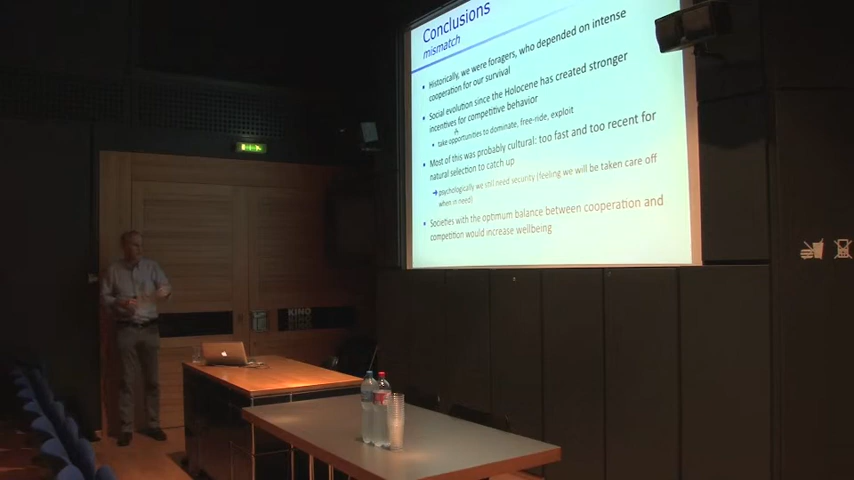 Conclusions
mismatch
• Historically, we were foragers, who depended on intense
cooperation for our survival
• Social evolution since the Holocene has created stronger
incentives for competitive behavior
• take opportunities to dominate, free-ride, exploit
• Most of this was probably cultural: too fast and too recent for
natural selection to catch up
➔ psychologically we still need security (feeling we will be taken care off
when in need)
• Societies with the optimum balance between cooperation and
competition would increase wellbeing
KINO